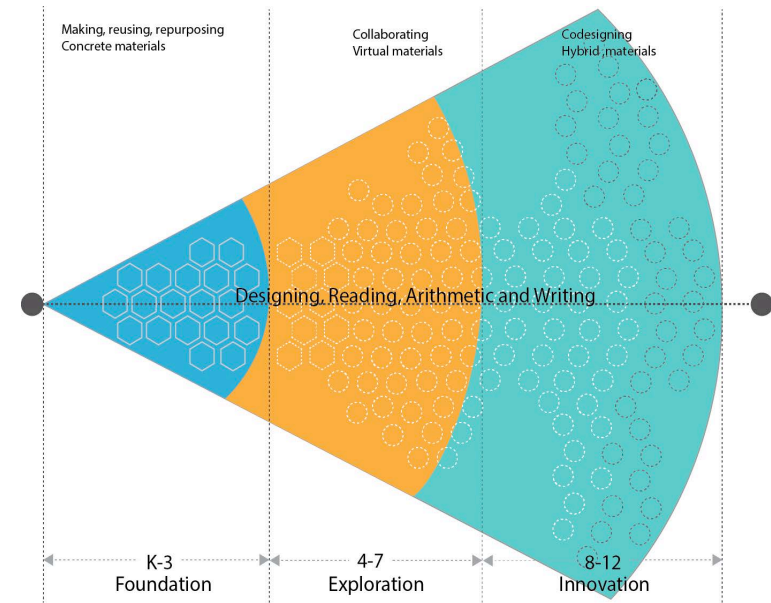 Making, reusing, repurposing
Concrete materials
Collaborating
Virtual materials
Codesigning
Hybrid ,materials
Designing, Reading, Arithmetic and Writing
K-3
Foundation
4-7
Exploration
8-12
Innovation